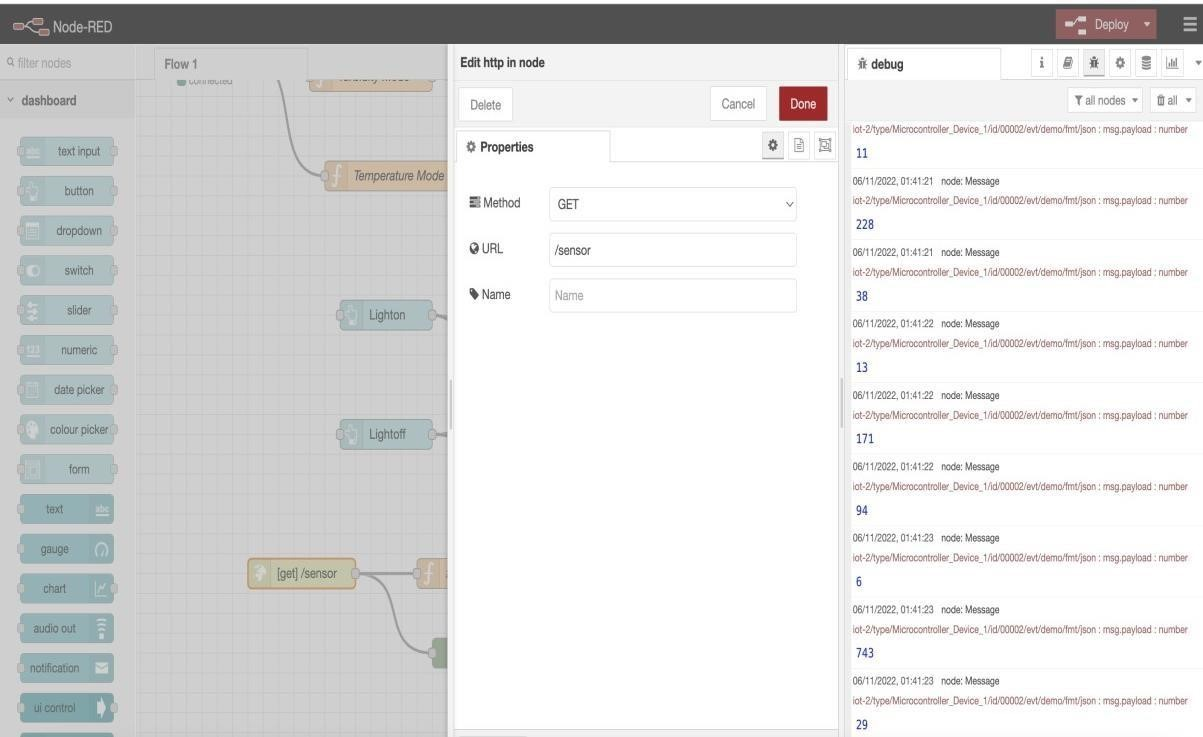 Node-RED
Deploy
filter nodes
dashboard
abc text input
button
dropdown
switch
slider
123 numeric
date picker
colour picker
form
text abc
gauge
chart
audio out
notification
ui control
Flow 1
connected
Temperature Mode
Lighton
Lightoff
[get] /sensor
Edit http in node
Delete
Cancel
Done
Properties
Method
GET
URL
/sensor
Name
Name
debug
i
all nodes
all
iot-2/type/Microcontroller_Device_1/id/00002/evt/demo/fmt/json : msg.payload : number
11
06/11/2022, 01:41:21 node: Message
iot-2/type/Microcontroller_Device_1/id/00002/evt/demo/fmt/json : msg.payload : number
228
06/11/2022, 01:41:21 node: Message
iot-2/type/Microcontroller_Device_1/id/00002/evt/demo/fmt/json : msg.payload : number
38
06/11/2022, 01:41:22 node: Message
iot-2/type/Microcontroller_Device_1/id/00002/evt/demo/fmt/json : msg.payload : number
13
06/11/2022, 01:41:22 node: Message
iot-2/type/Microcontroller_Device_1/id/00002/evt/demo/fmt/json : msg.payload : number
171
06/11/2022, 01:41:22 node: Message
iot-2/type/Microcontroller_Device_1/id/00002/evt/demo/fmt/json : msg.payload : number
94
06/11/2022, 01:41:23 node: Message
iot-2/type/Microcontroller_Device_1/id/00002/evt/demo/fmt/json : msg.payload : number
6
06/11/2022, 01:41:23 node: Message
iot-2/type/Microcontroller_Device_1/id/00002/evt/demo/fmt/json : msg.payload : number
743
06/11/2022, 01:41:23 node: Message
iot-2/type/Microcontroller_Device_1/id/00002/evt/demo/fmt/json : msg.payload : number
29